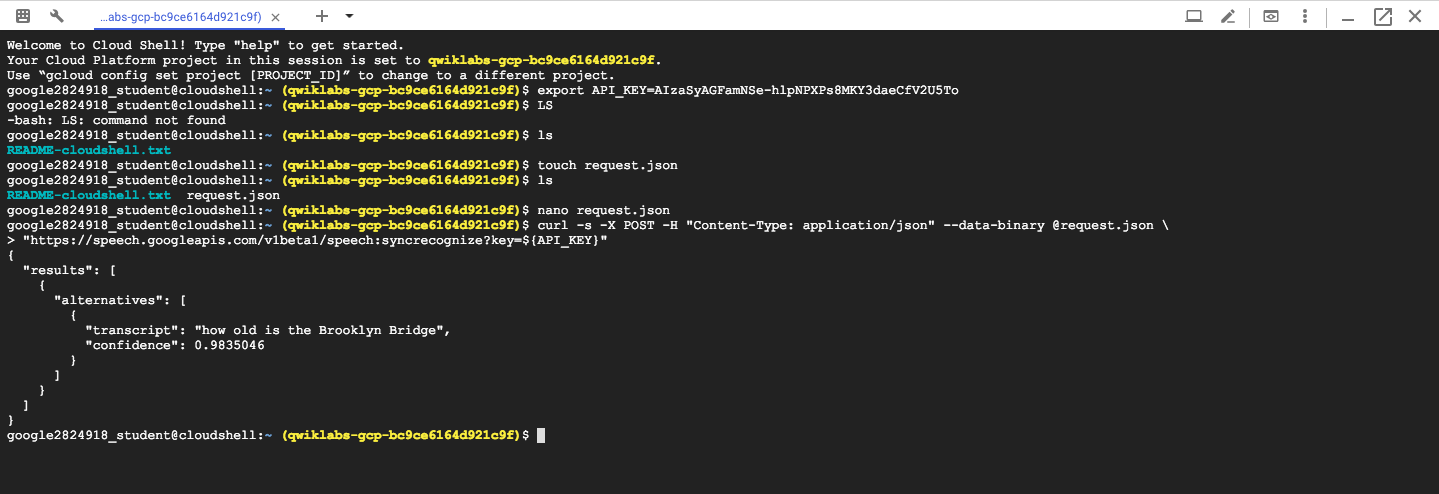 ...abs-gcp-bc9ce6164d921c9f)
Welcome to Cloud Shell! Type "help" to get started.
Your Cloud Platform project in this session is set to qwiklabs-gcp-bc9ce6164d921c9f.
Use “gcloud config set project [PROJECT_ID]” to change to a different project.
google2824918_student@cloudshell:~ (qwiklabs-gcp-bc9ce6164d921c9f)$ export API_KEY=AIzaSyAGFamNSe-hlpNPXPs8MKY3daeCfV2U5To
google2824918_student@cloudshell:~ (qwiklabs-gcp-bc9ce6164d921c9f)$ LS
-bash: LS: command not found
google2824918_student@cloudshell:~ (qwiklabs-gcp-bc9ce6164d921c9f)$ ls
README-cloudshell.txt
google2824918_student@cloudshell:~ (qwiklabs-gcp-bc9ce6164d921c9f)$ touch request.json
google2824918_student@cloudshell:~ (qwiklabs-gcp-bc9ce6164d921c9f)$ ls
README-cloudshell.txt  request.json
google2824918_student@cloudshell:~ (qwiklabs-gcp-bc9ce6164d921c9f)$ nano request.json
google2824918_student@cloudshell:~ (qwiklabs-gcp-bc9ce6164d921c9f)$ curl -s -X POST -H "Content-Type: application/json" --data-binary @request.json \
> "https://speech.googleapis.com/v1beta1/speech:syncrecognize?key=${API_KEY}"
{
  "results": [
    {
      "alternatives": [
        {
          "transcript": "how old is the Brooklyn Bridge",
          "confidence": 0.9835046
        }
      ]
    }
  ]
}
google2824918_student@cloudshell:~ (qwiklabs-gcp-bc9ce6164d921c9f)$